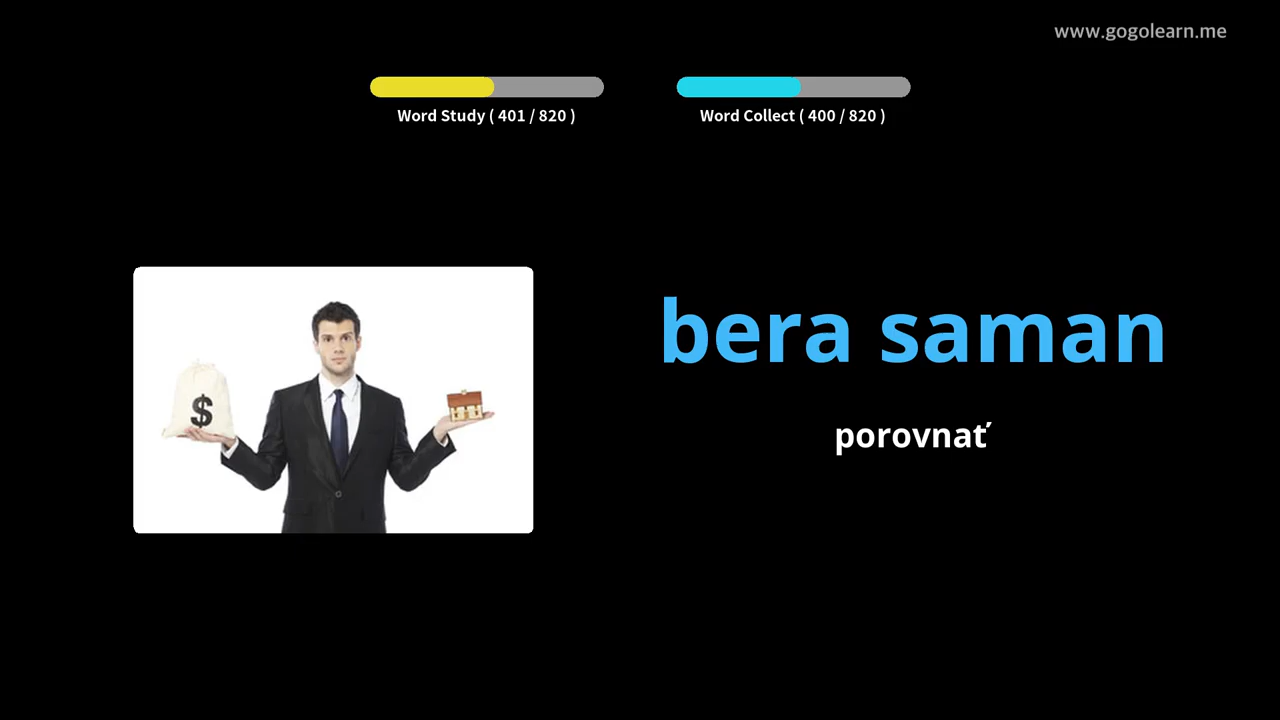 www.gogolearn.me
Word Study ( 401 / 820 )
Word Collect ( 400 / 820 )
$
bera saman
porovnať